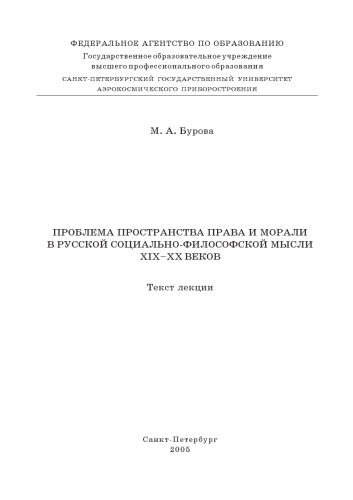 ФЕДЕРАЛЬНОЕ АГЕНТСТВО ПО ОБРАЗОВАНИЮ
Государственное образовательное учреждение
высшего профессионального образования
САНКТ-ПЕТЕРБУРГСКИЙ ГОСУДАРСТВЕННЫЙ УНИВЕРСИТЕТ
АЭРОКОСМИЧЕСКОГО ПРИБОРОСТРОЕНИЯ
М. А. Бурова
ПРОБЛЕМА ПРОСТРАНСТВА ПРАВА И МОРАЛИ
В РУССКОЙ СОЦИАЛЬНО-ФИЛОСОФСКОЙ МЫСЛИ
XIX–XX ВЕКОВ
Текст лекции
Санкт-Петербург
2005